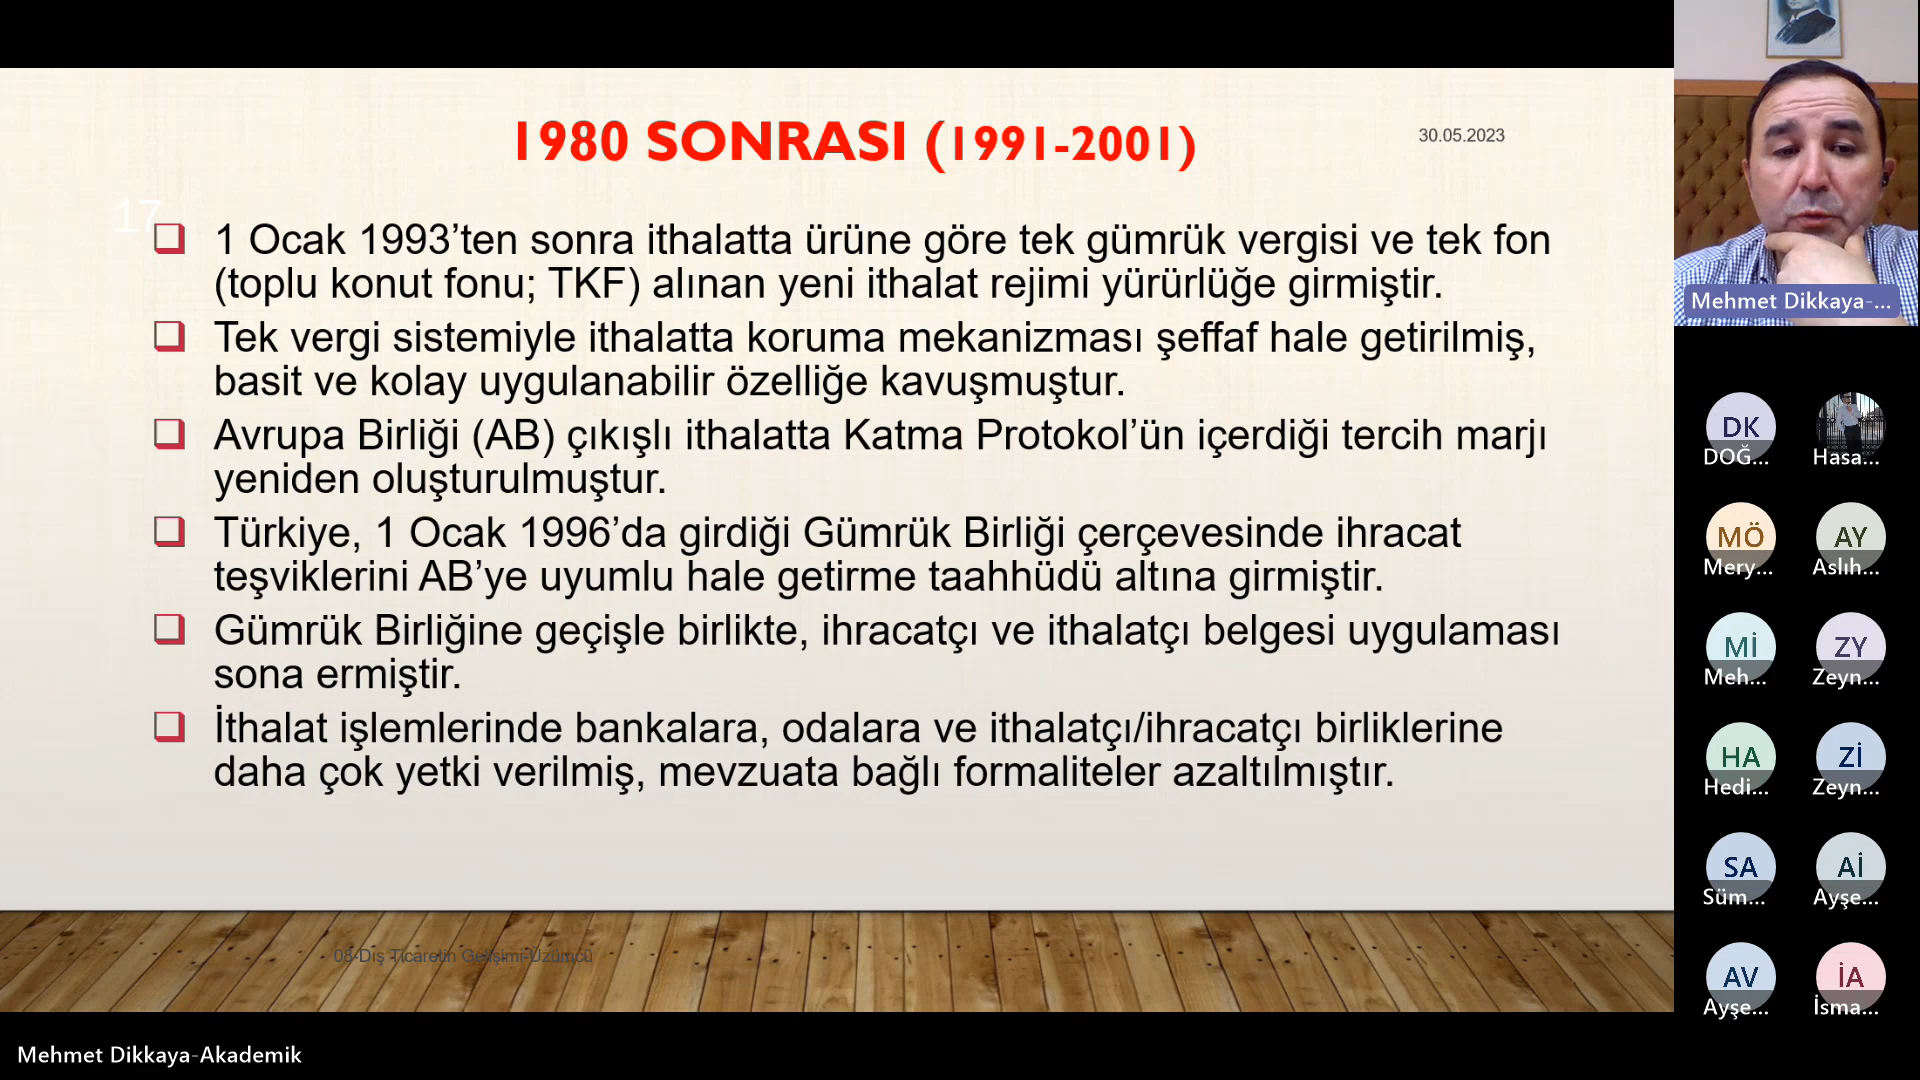 1980 SONRASI (1991-2001)
30.05.2023
17
1 Ocak 1993’ten sonra ithalatta ürüne göre tek gümrük vergisi ve tek fon
(toplu konut fonu; TKF) alınan yeni ithalat rejimi yürürlüğe girmiştir.
Tek vergi sistemiyle ithalatta koruma mekanizması şeffaf hale getirilmiş,
basit ve kolay uygulanabilir özelliğe kavuşmuştur.
Avrupa Birliği (AB) çıkışlı ithalatta Katma Protokol’ün içerdiği tercih marjı
yeniden oluşturulmuştur.
Türkiye, 1 Ocak 1996’da girdiği Gümrük Birliği çerçevesinde ihracat
teşviklerini AB’ye uyumlu hale getirme taahhüdü altına girmiştir.
Gümrük Birliğine geçişle birlikte, ihracatçı ve ithalatçı belgesi uygulaması
sona ermiştir.
İthalat işlemlerinde bankalara, odalara ve ithalatçı/ihracatçı birliklerine
daha çok yetki verilmiş, mevzuata bağlı formaliteler azaltılmıştır.
08-Dış Ticaretin Gelişimi-Üzümcü
Mehmet Dikkaya-Akademik
Mehmet Dikkaya-...
DK
DOĞ...
Hasa...
MÖ
Mery...
AY
Aslıh...
Mİ
Meh...
ZY
Zeyn...
HA
Hedi...
Zİ
Zeyn...
SA
Süm...
Aİ
Ayşe...
AV
Ayşe...
İA
İsma...